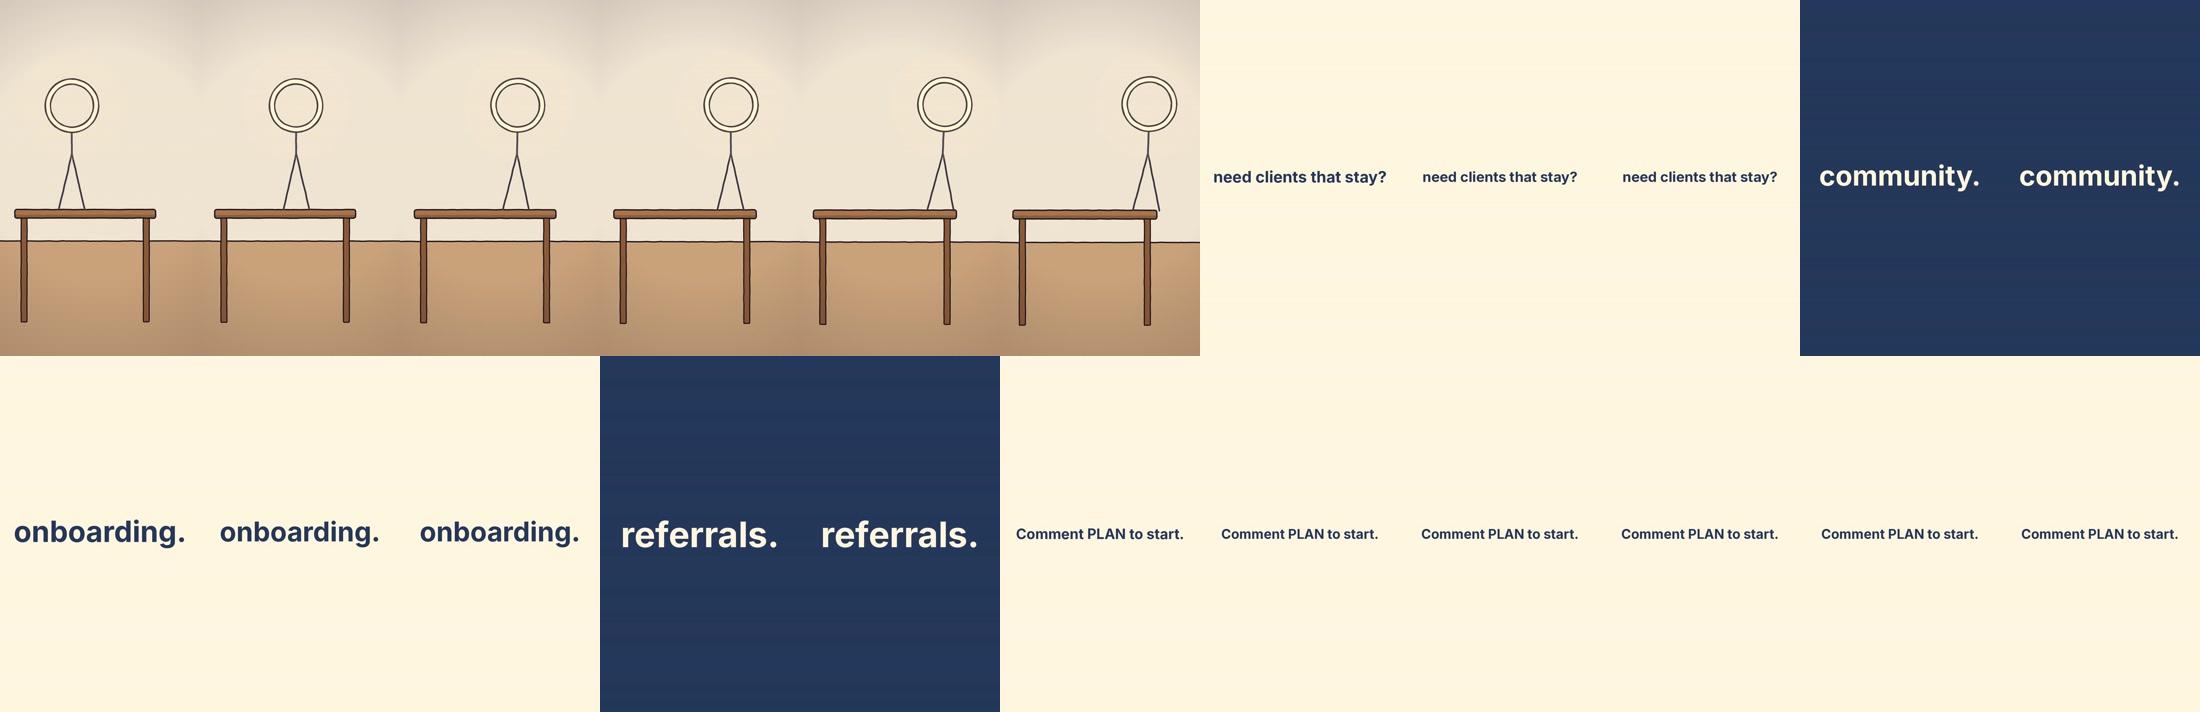 need clients that stay?
need clients that stay?
need clients that stay?
community.
community.
onboarding.
onboarding.
onboarding.
referrals.
referrals.
Comment PLAN to start.
Comment PLAN to start.
Comment PLAN to start.
Comment PLAN to start.
Comment PLAN to start.
Comment PLAN to start.